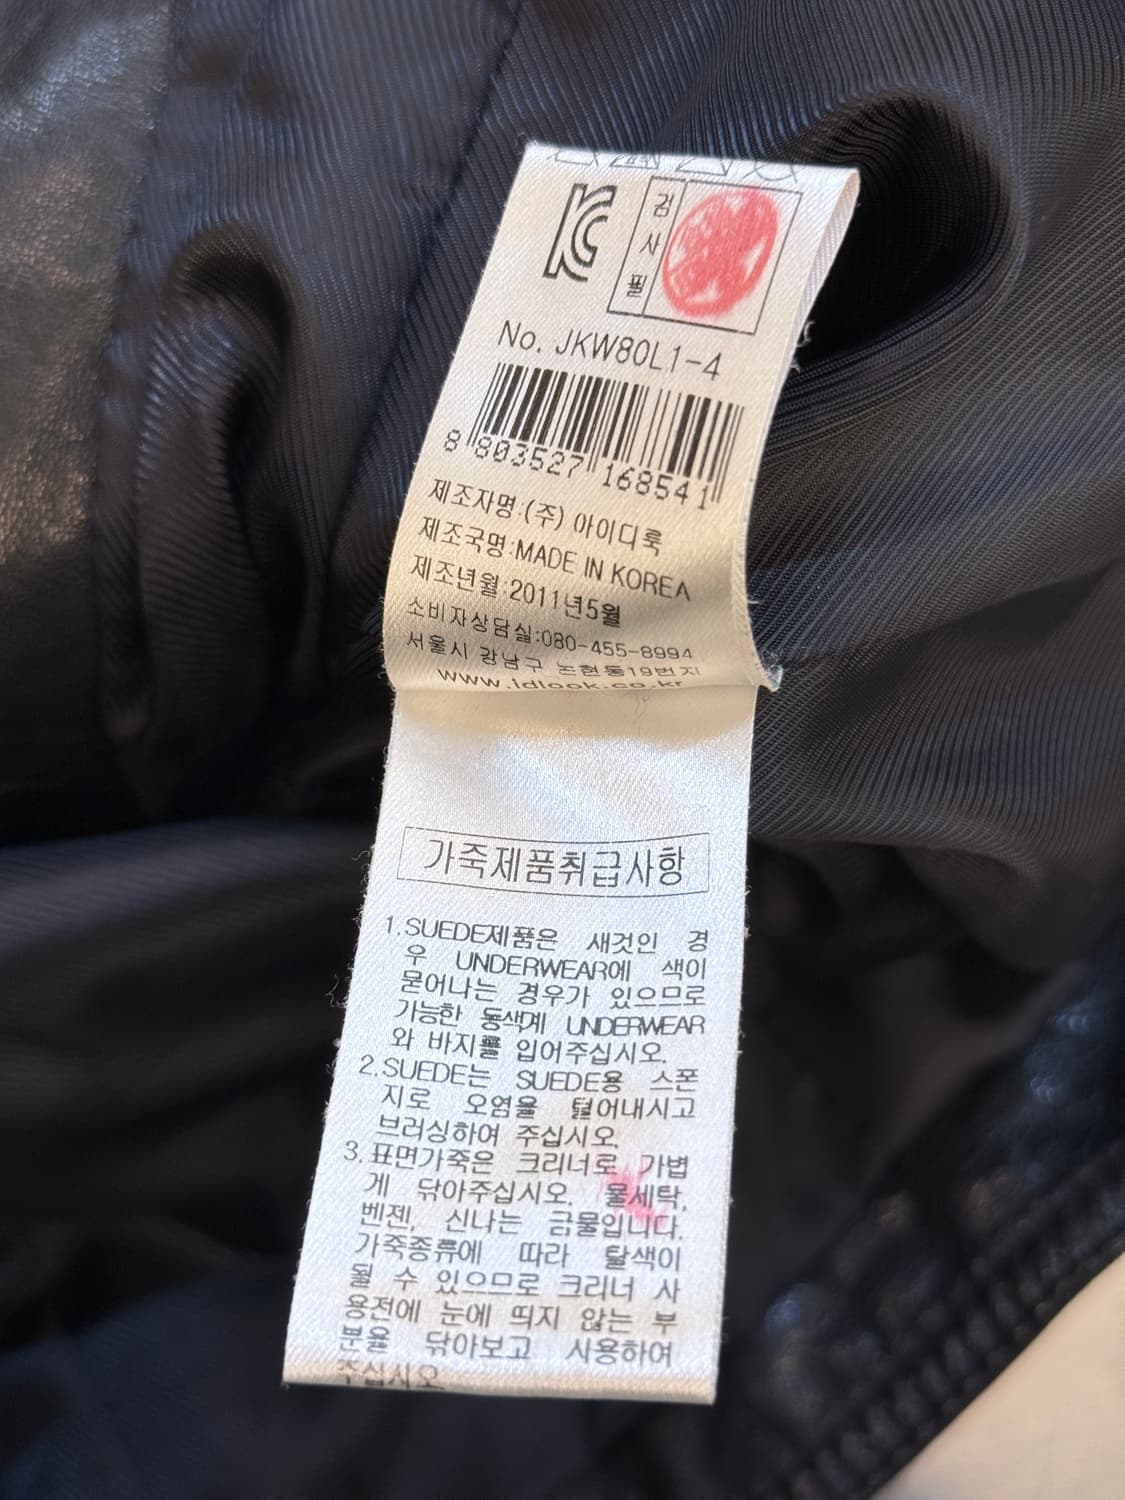 검
사
필
No. JKW80L1-4
8 803527 168541
제조자명:(주) 아이디룩
제조국명:MADE IN KOREA
제조년월:2011년5월
소비자상담실:080-455-8994
서울시 강남구 논현동19번지
www.idlook.co.kr
가죽제품취급사항
1.SUEDE제품은 새것인 경
우 UNDERWEAR에 색이
묻어나는 경우가 있으므로
가능한 동색계 UNDERWEAR
와 바지를 입어주십시오.
2.SUEDE는 SUEDE용 스폰
지로 오염을 털어내시고
브러싱하여 주십시오.
3.표면가죽은 크리너로 가볍
게 닦아주십시오. 물세탁,
벤젠, 신나는 금물입니다.
가죽종류에 따라 탈색이
될 수 있으므로 크리너 사
용전에 눈에 띄지 않는 부
분을 닦아보고 사용하여
주십시오